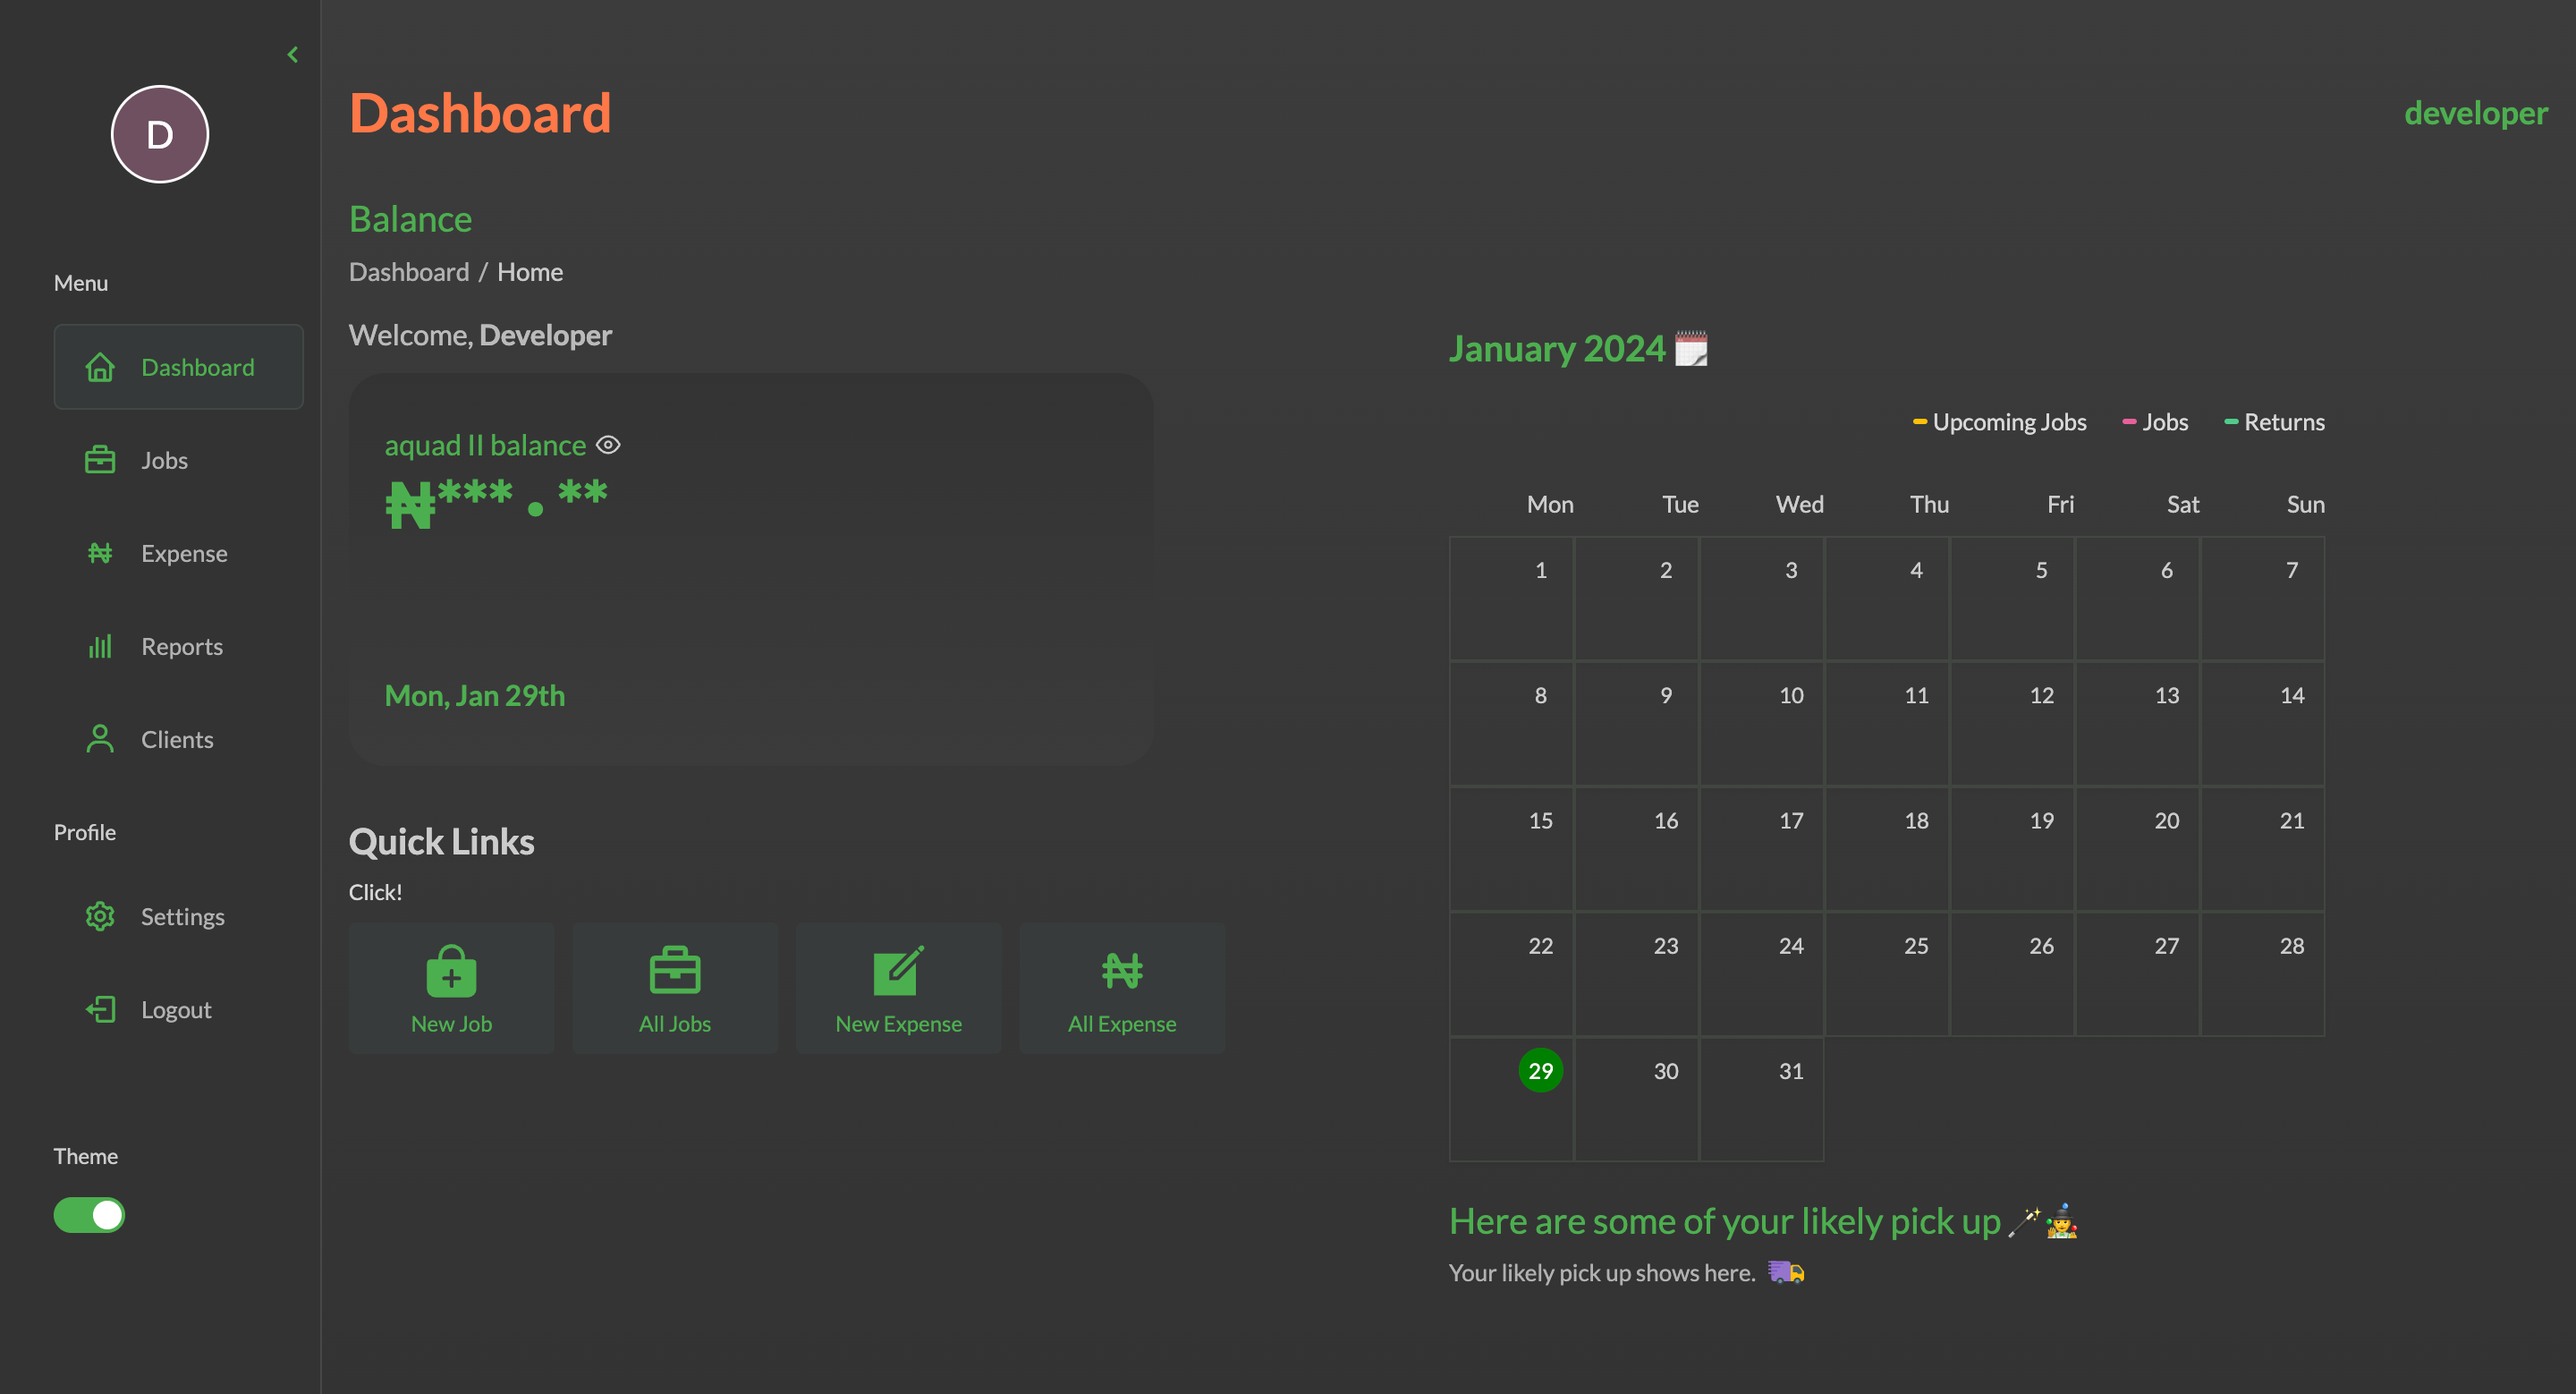 D
Menu
Dashboard
Jobs
Expense
Reports
Clients
Profile
Settings
Logout
Theme
Dashboard
developer
Balance
Dashboard / Home
Welcome, Developer
aquad II balance
₦*** . **
Mon, Jan 29th
Quick Links
Click!
New Job
All Jobs
New Expense
All Expense
January 2024
Upcoming Jobs Jobs Returns
Mon Tue Wed Thu Fri Sat Sun
1 2 3 4 5 6 7
8 9 10 11 12 13 14
15 16 17 18 19 20 21
22 23 24 25 26 27 28
29 30 31
Here are some of your likely pick up
Your likely pick up shows here.